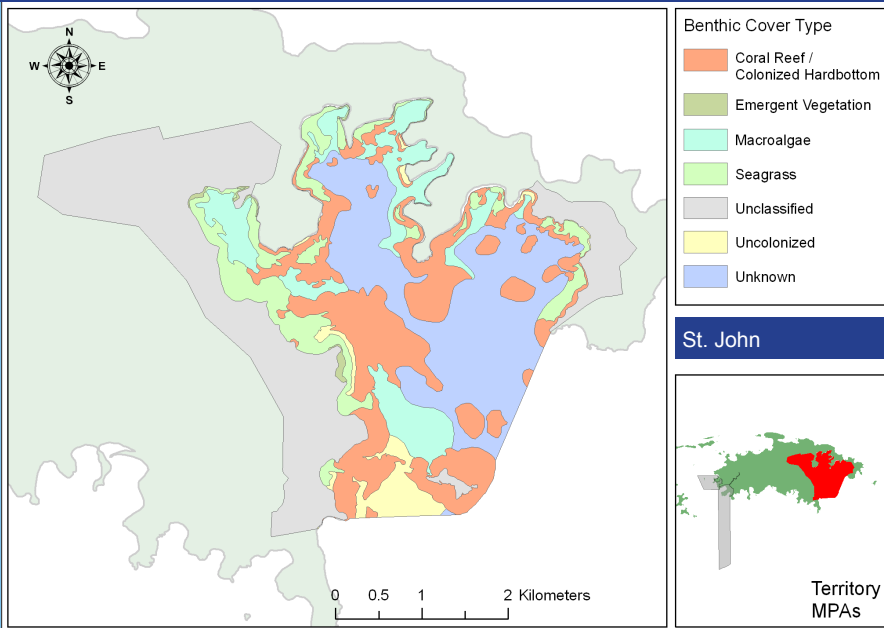 N
W
E
S
Benthic Cover Type
Coral Reef /
Colonized Hardbottom
Emergent Vegetation
Macroalgae
Seagrass
Unclassified
Uncolonized
Unknown
St. John
0 0.5 1 2 Kilometers
Territory
MPAs